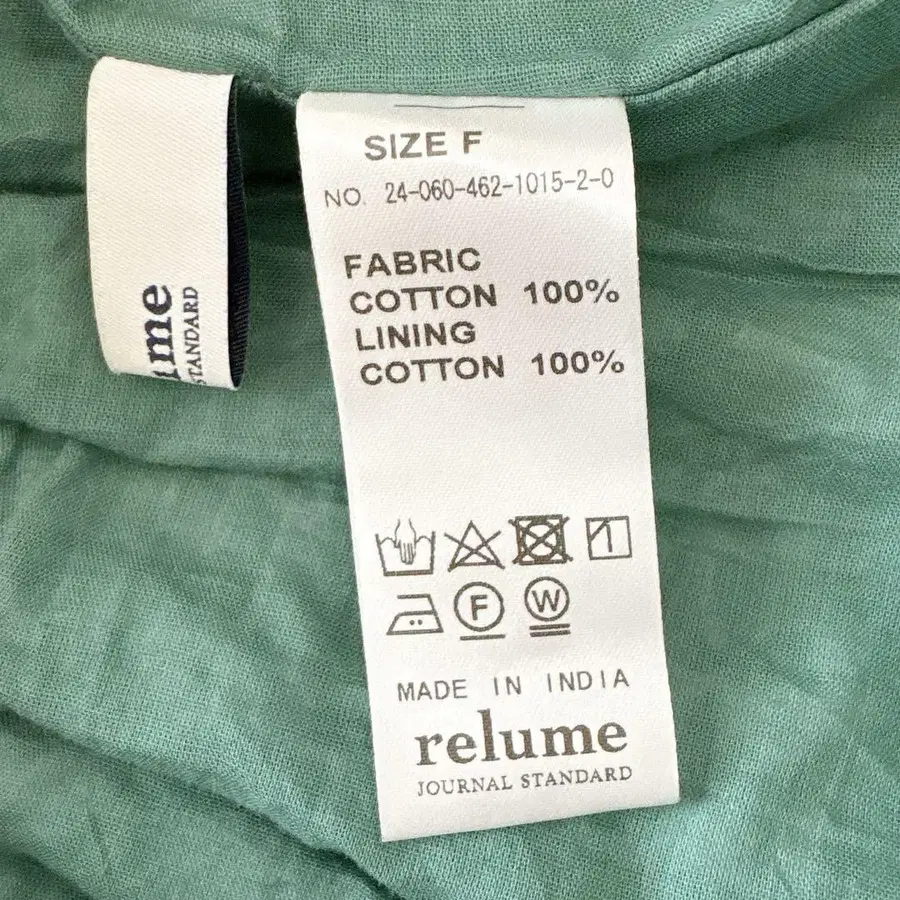 SIZE F
NO. 24-060-462-1015-2-0
FABRIC
COTTON 100%
LINING
COTTON 100%
F
W
MADE IN INDIA
relume
JOURNAL STANDARD
STANDARD